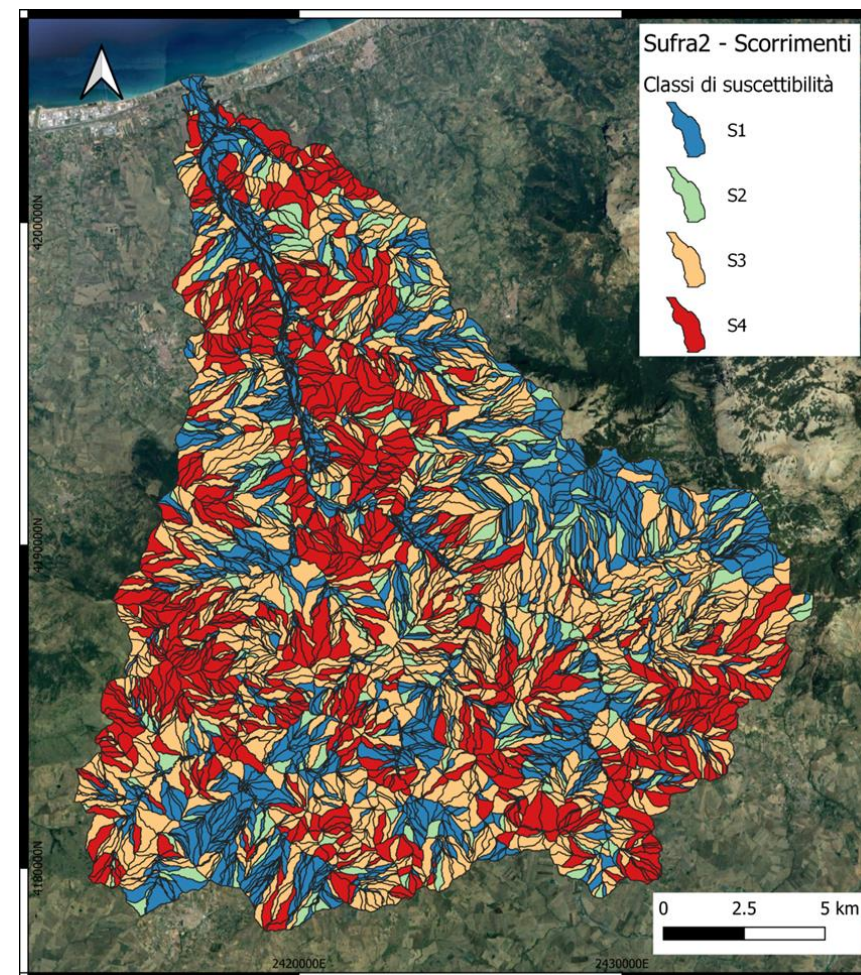 Sufra2 - Scorrimenti
Classi di suscettibilità
S1
S2
S3
S4
4200000N
4190000N
4180000N
0 2.5 5 km
2420000E 2430000E